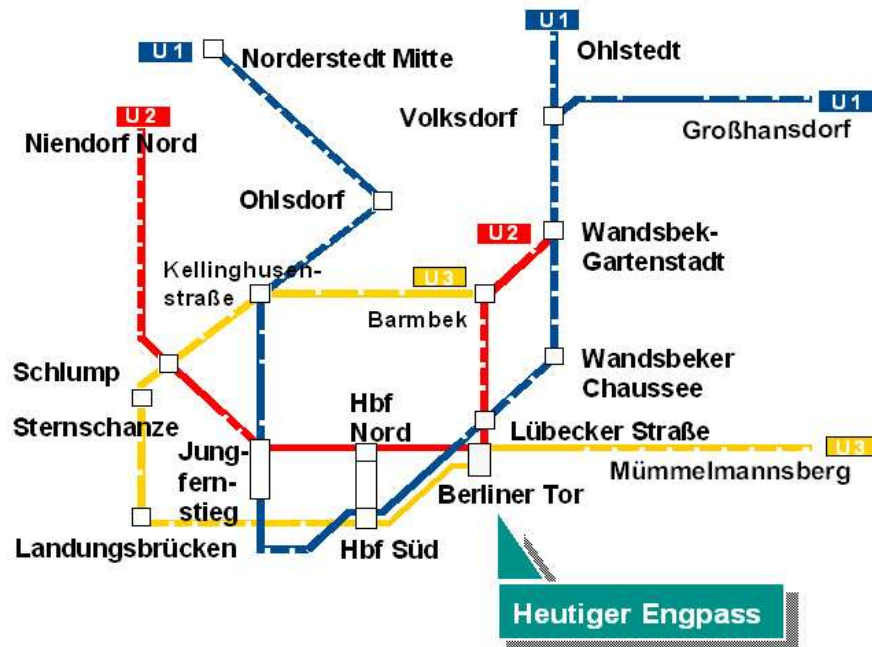 U1
Ohlstedt
U1
Norderstedt Mitte
U1
Großhansdorf
U2
Niendorf Nord
Volksdorf
Ohlsdorf
U2
Wandsbek-
Gartenstadt
Kellinghusen-
straße
U3
Barmbek
Schlump
Sternschanze
Wandsbeker
Chaussee
Hbf
Nord
Lübecker Straße
U3
Mümmelmannsberg
Jung-
fern-
stieg
Berliner Tor
Landungsbrücken
Hbf Süd
Heutiger Engpass